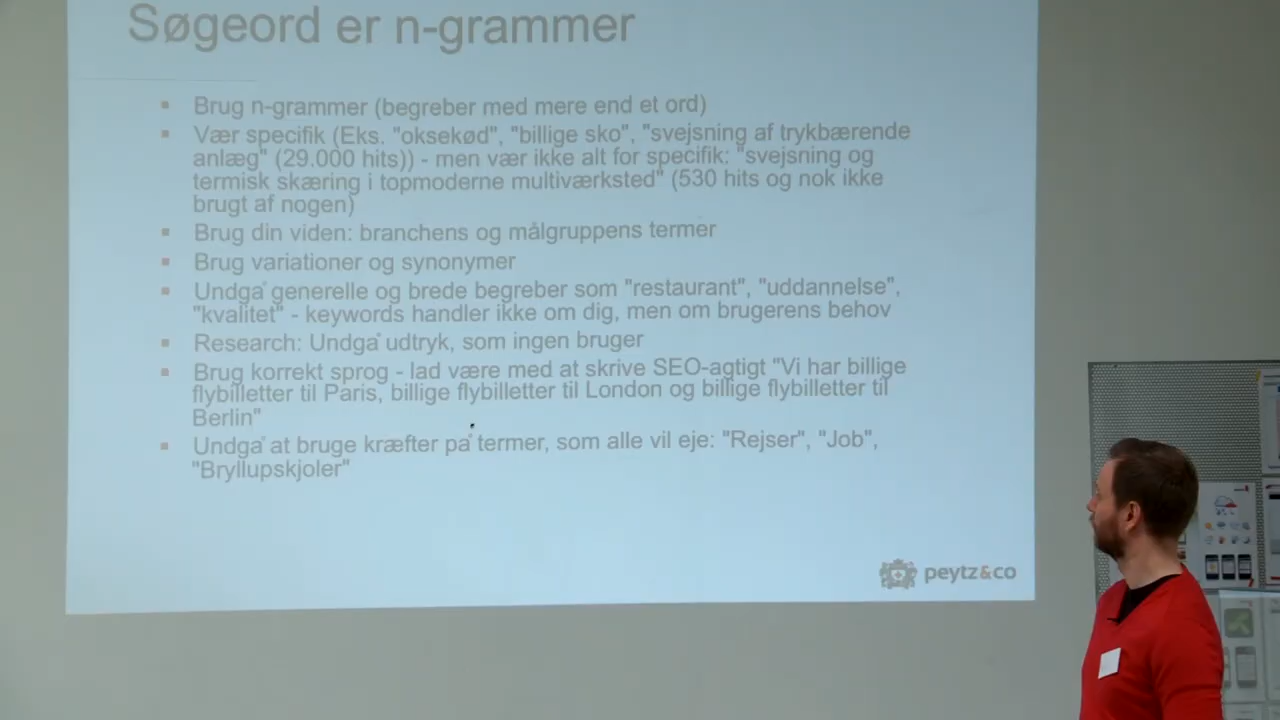 Søgeord er n-grammer
Brug n-grammer (begreber med mere end et ord)
Vær specifik (Eks. "oksekød", "billige sko", "svejsning af trykbærende
anlæg" (29.000 hits)) - men vær ikke alt for specifik: "svejsning og
termisk skæring i topmoderne multiværksted" (530 hits og nok ikke
brugt af nogen)
Brug din viden: branchens og målgruppens termer
Brug variationer og synonymer
Undgå generelle og brede begreber som "restaurant", "uddannelse",
"kvalitet" - keywords handler ikke om dig, men om brugerens behov
Research: Undgå udtryk, som ingen bruger
Brug korrekt sprog - lad være med at skrive SEO-agtigt "Vi har billige
flybilletter til Paris, billige flybilletter til London og billige flybilletter til
Berlin"
Undgå at bruge kræfter på termer, som alle vil eje: "Rejser", "Job",
"Bryllupskjoler"
peytz&co